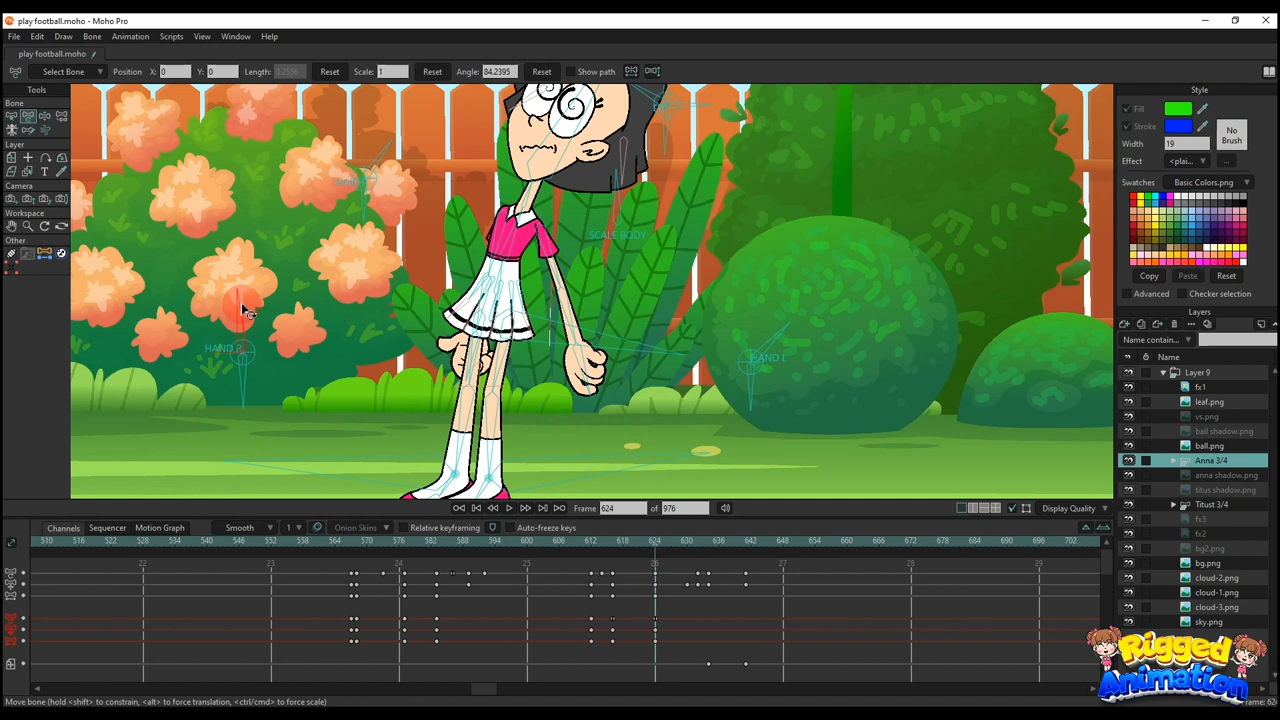 play football.moho - Moho Pro
File Edit Draw Bone Animation Scripts View Window Help
play football.moho
Select Bone Position X: 0 Y: 0 Length: 0.2556 Reset Scale: 1 Reset Angle: 84.2395 Reset Show path
Tools
Bone
Layer
Camera
Workspace
Other
SCALE BODY
HAND R
HAND L
Style
Fill
Stroke
No Brush
Width 19
Effect <plai... ...
Swatches Basic Colors.png
Copy Paste Reset
Advanced Checker selection
Layers
Name contain...
Name
Layer 9
fx1
leaf.png
vs.png
ball shadow.png
ball.png
Anna 3/4
anna shadow.png
titus shadow.png
Titust 3/4
fx3
fx2
bg2.png
bg.png
cloud-2.png
cloud-1.png
cloud-3.png
sky.png
Frame 624 of 976 Display Quality
Channels Sequencer Motion Graph Smooth 1 Onion Skins Relative keyframing Auto-freeze keys
510 516 522 528 534 540 546 552 558 564 570 576 582 588 594 600 606 612 618 624 630 636 642 648 654 660 666 672 678 684 690 696 702
22 23 24 25 26 27 28 29
Rigged
Animation
Move bone (hold <shift> to constrain, <alt> to force translation, <ctrl/cmd> to force scale)
Frame: 62